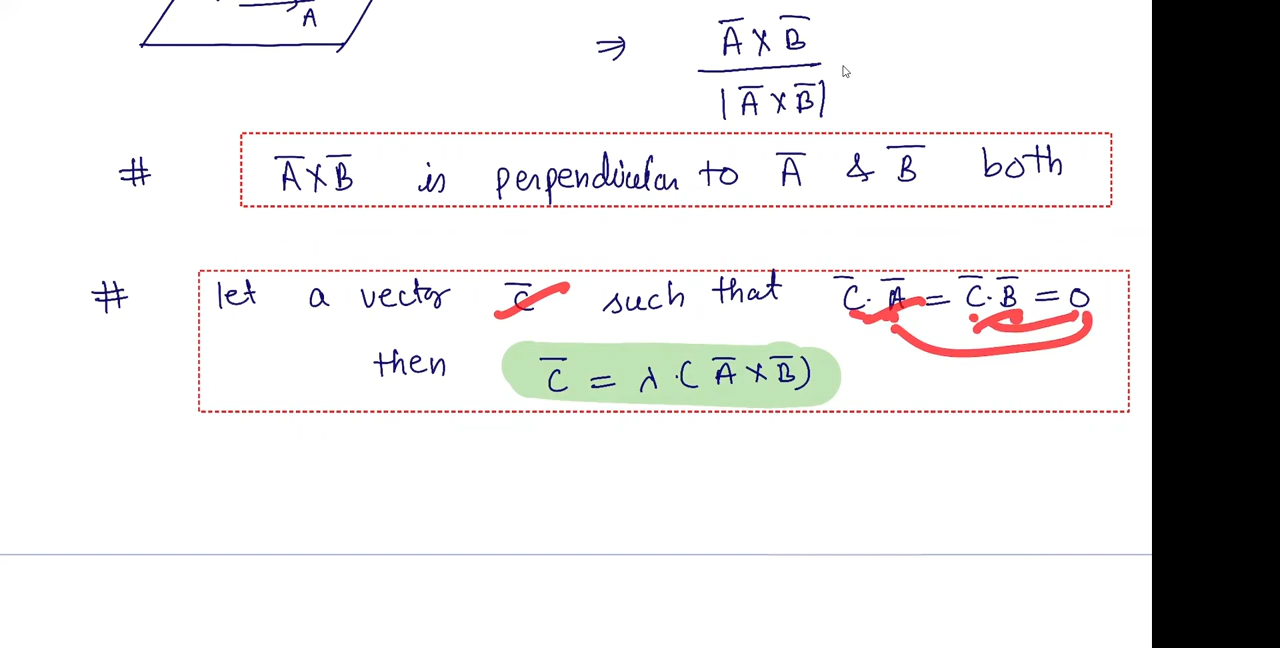 A
⇒ A̅ × B̅
|A̅ × B̅|
# A̅ × B̅ is perpendicular to A̅ & B̅ both
# let a vector C̅ such that C̅ · A̅ = C̅ · B̅ = 0
then C̅ = λ · ( A̅ × B̅ )